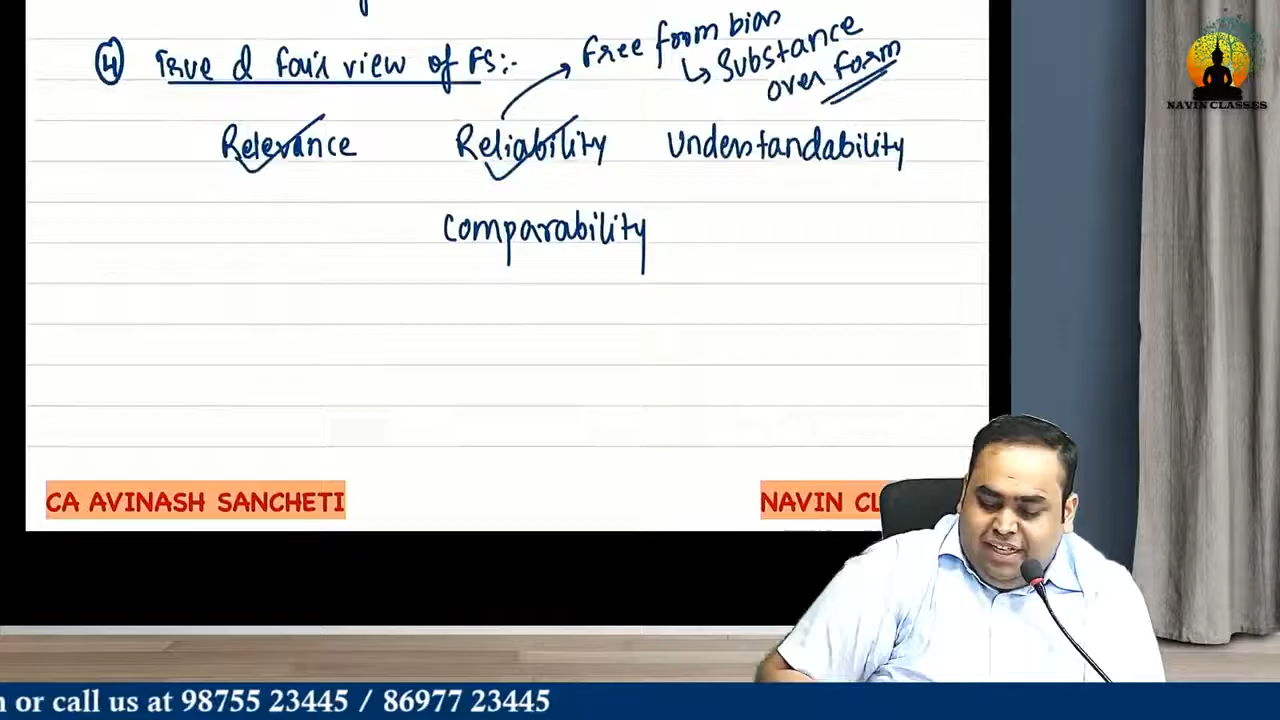 Free from bias
④ True & fair view of FS:-
↳ Substance
over form
NAVIN CLASSES
Relevance Reliability Understandability
Comparability
CA AVINASH SANCHETI NAVIN CL
or call us at 98755 23445 / 86977 23445